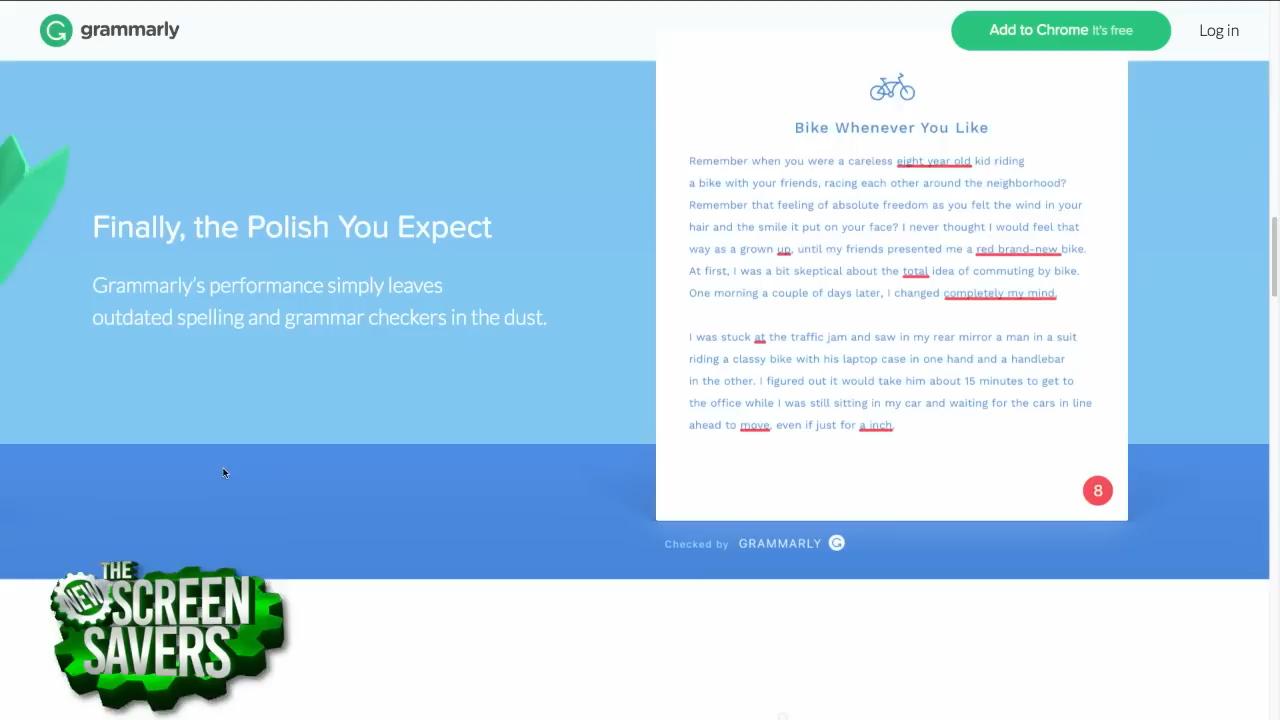 grammarly
Add to Chrome It's free
Log in
Finally, the Polish You Expect
Grammarly's performance simply leaves
outdated spelling and grammar checkers in the dust.
Bike Whenever You Like
Remember when you were a careless eight year old kid riding
a bike with your friends, racing each other around the neighborhood?
Remember that feeling of absolute freedom as you felt the wind in your
hair and the smile it put on your face? I never thought I would feel that
way as a grown up, until my friends presented me a red brand-new bike.
At first, I was a bit skeptical about the total idea of commuting by bike.
One morning a couple of days later, I changed completely my mind.
I was stuck at the traffic jam and saw in my rear mirror a man in a suit
riding a classy bike with his laptop case in one hand and a handlebar
in the other. I figured out it would take him about 15 minutes to get to
the office while I was still sitting in my car and waiting for the cars in line
ahead to move, even if just for a inch.
8
Checked by GRAMMARLY
THE
NEW SCREEN
SAVERS